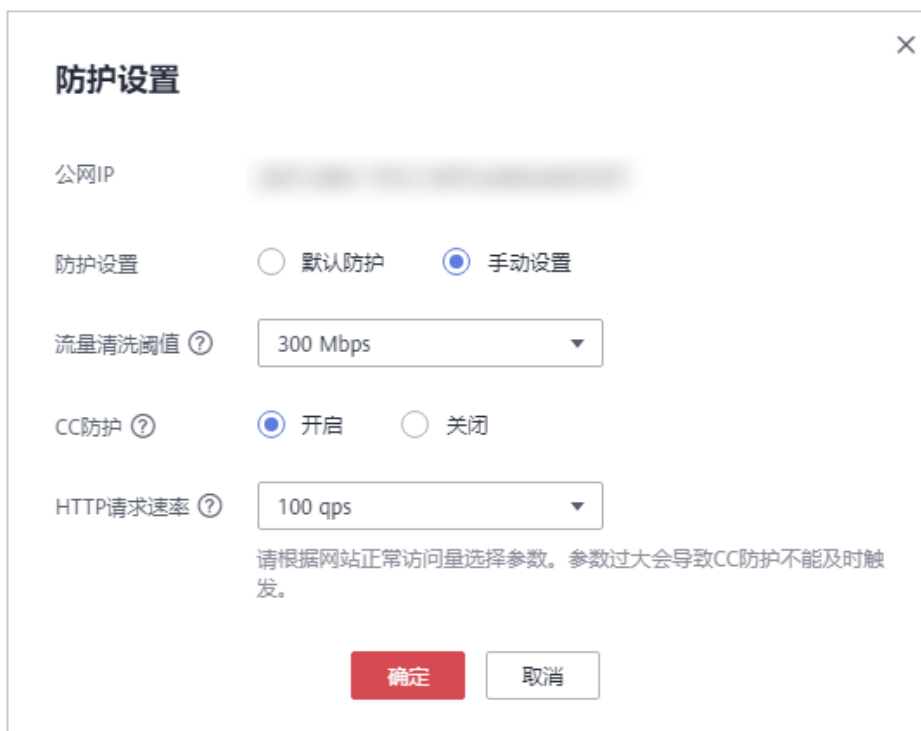 防护设置
公网IP
防护设置 默认防护 手动设置
流量清洗阈值 ? 300 Mbps
CC防护 ? 开启 关闭
HTTP请求速率 ? 100 qps
请根据网站正常访问量选择参数。参数过大会导致CC防护不能及时触
发。
确定 取消